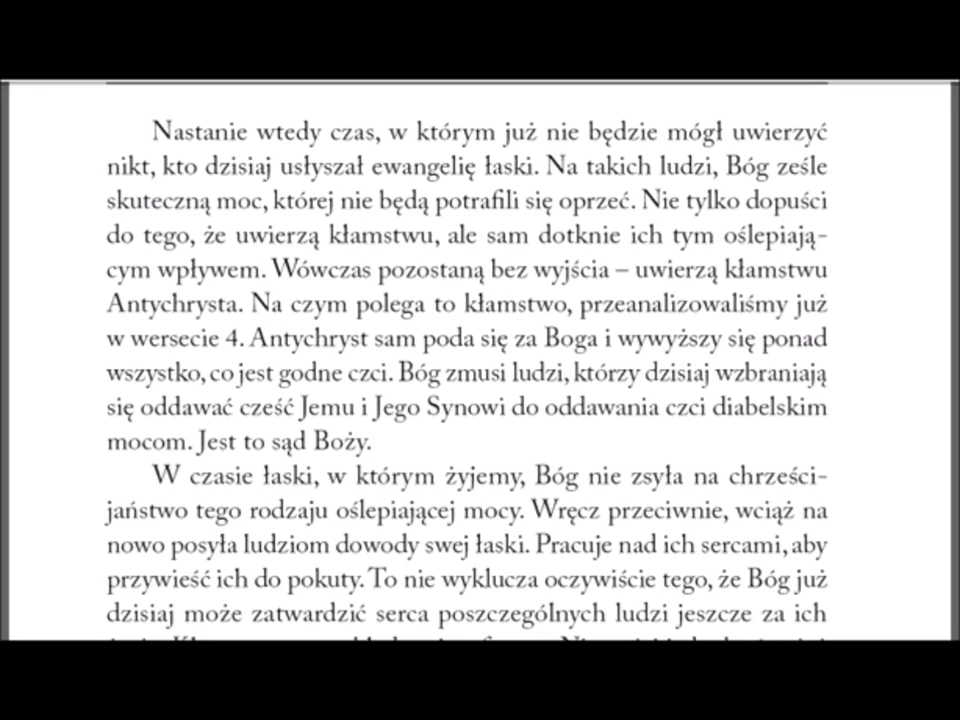 Nastanie wtedy czas, w którym już nie będzie mógł uwierzyć
nikt, kto dzisiaj usłyszał ewangelię łaski. Na takich ludzi, Bóg ześle
skuteczną moc, której nie będą potrafili się oprzeć. Nie tylko dopuści
do tego, że uwierzą kłamstwu, ale sam dotknie ich tym oślepiają-
cym wpływem. Wówczas pozostaną bez wyjścia – uwierzą kłamstwu
Antychrysta. Na czym polega to kłamstwo, przeanalizowaliśmy już
w wersecie 4. Antychryst sam poda się za Boga i wywyższy się ponad
wszystko, co jest godne czci. Bóg zmusi ludzi, którzy dzisiaj wzbraniają
się oddawać cześć Jemu i Jego Synowi do oddawania czci diabelskim
mocom. Jest to sąd Boży.
W czasie łaski, w którym żyjemy, Bóg nie zsyła na chrześci-
jaństwo tego rodzaju oślepiającej mocy. Wręcz przeciwnie, wciąż na
nowo posyła ludziom dowody swej łaski. Pracuje nad ich sercami, aby
przywieść ich do pokuty. To nie wyklucza oczywiście tego, że Bóg już
dzisiaj może zatwardzić serca poszczególnych ludzi jeszcze za ich